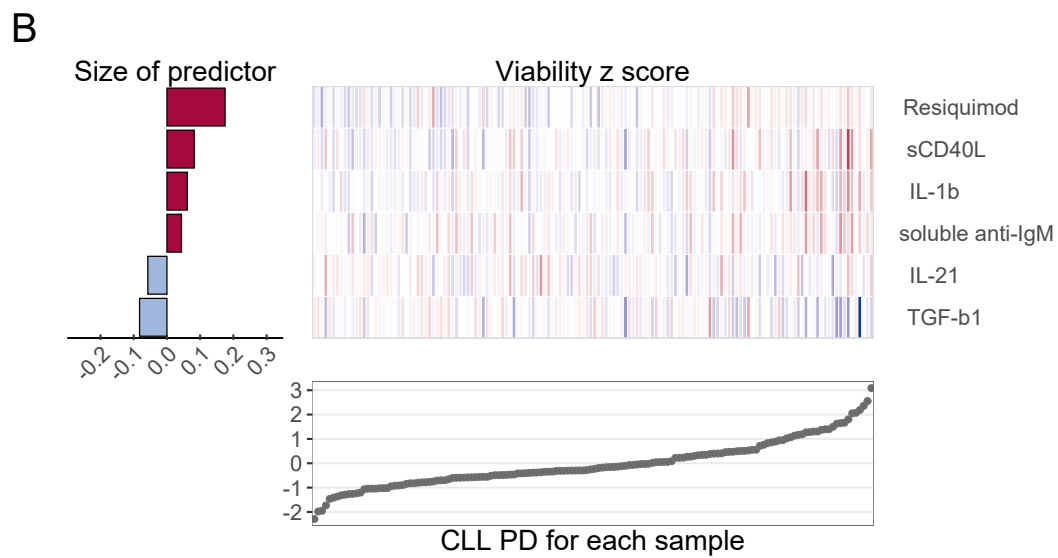 B
Size of predictor
Viability z score
Resiquimod
sCD40L
IL-1b
soluble anti-IgM
IL-21
TGF-b1
-0.2
-0.1
0.0
0.1
0.2
0.3
3
2
1
0
-1
-2
CLL PD for each sample